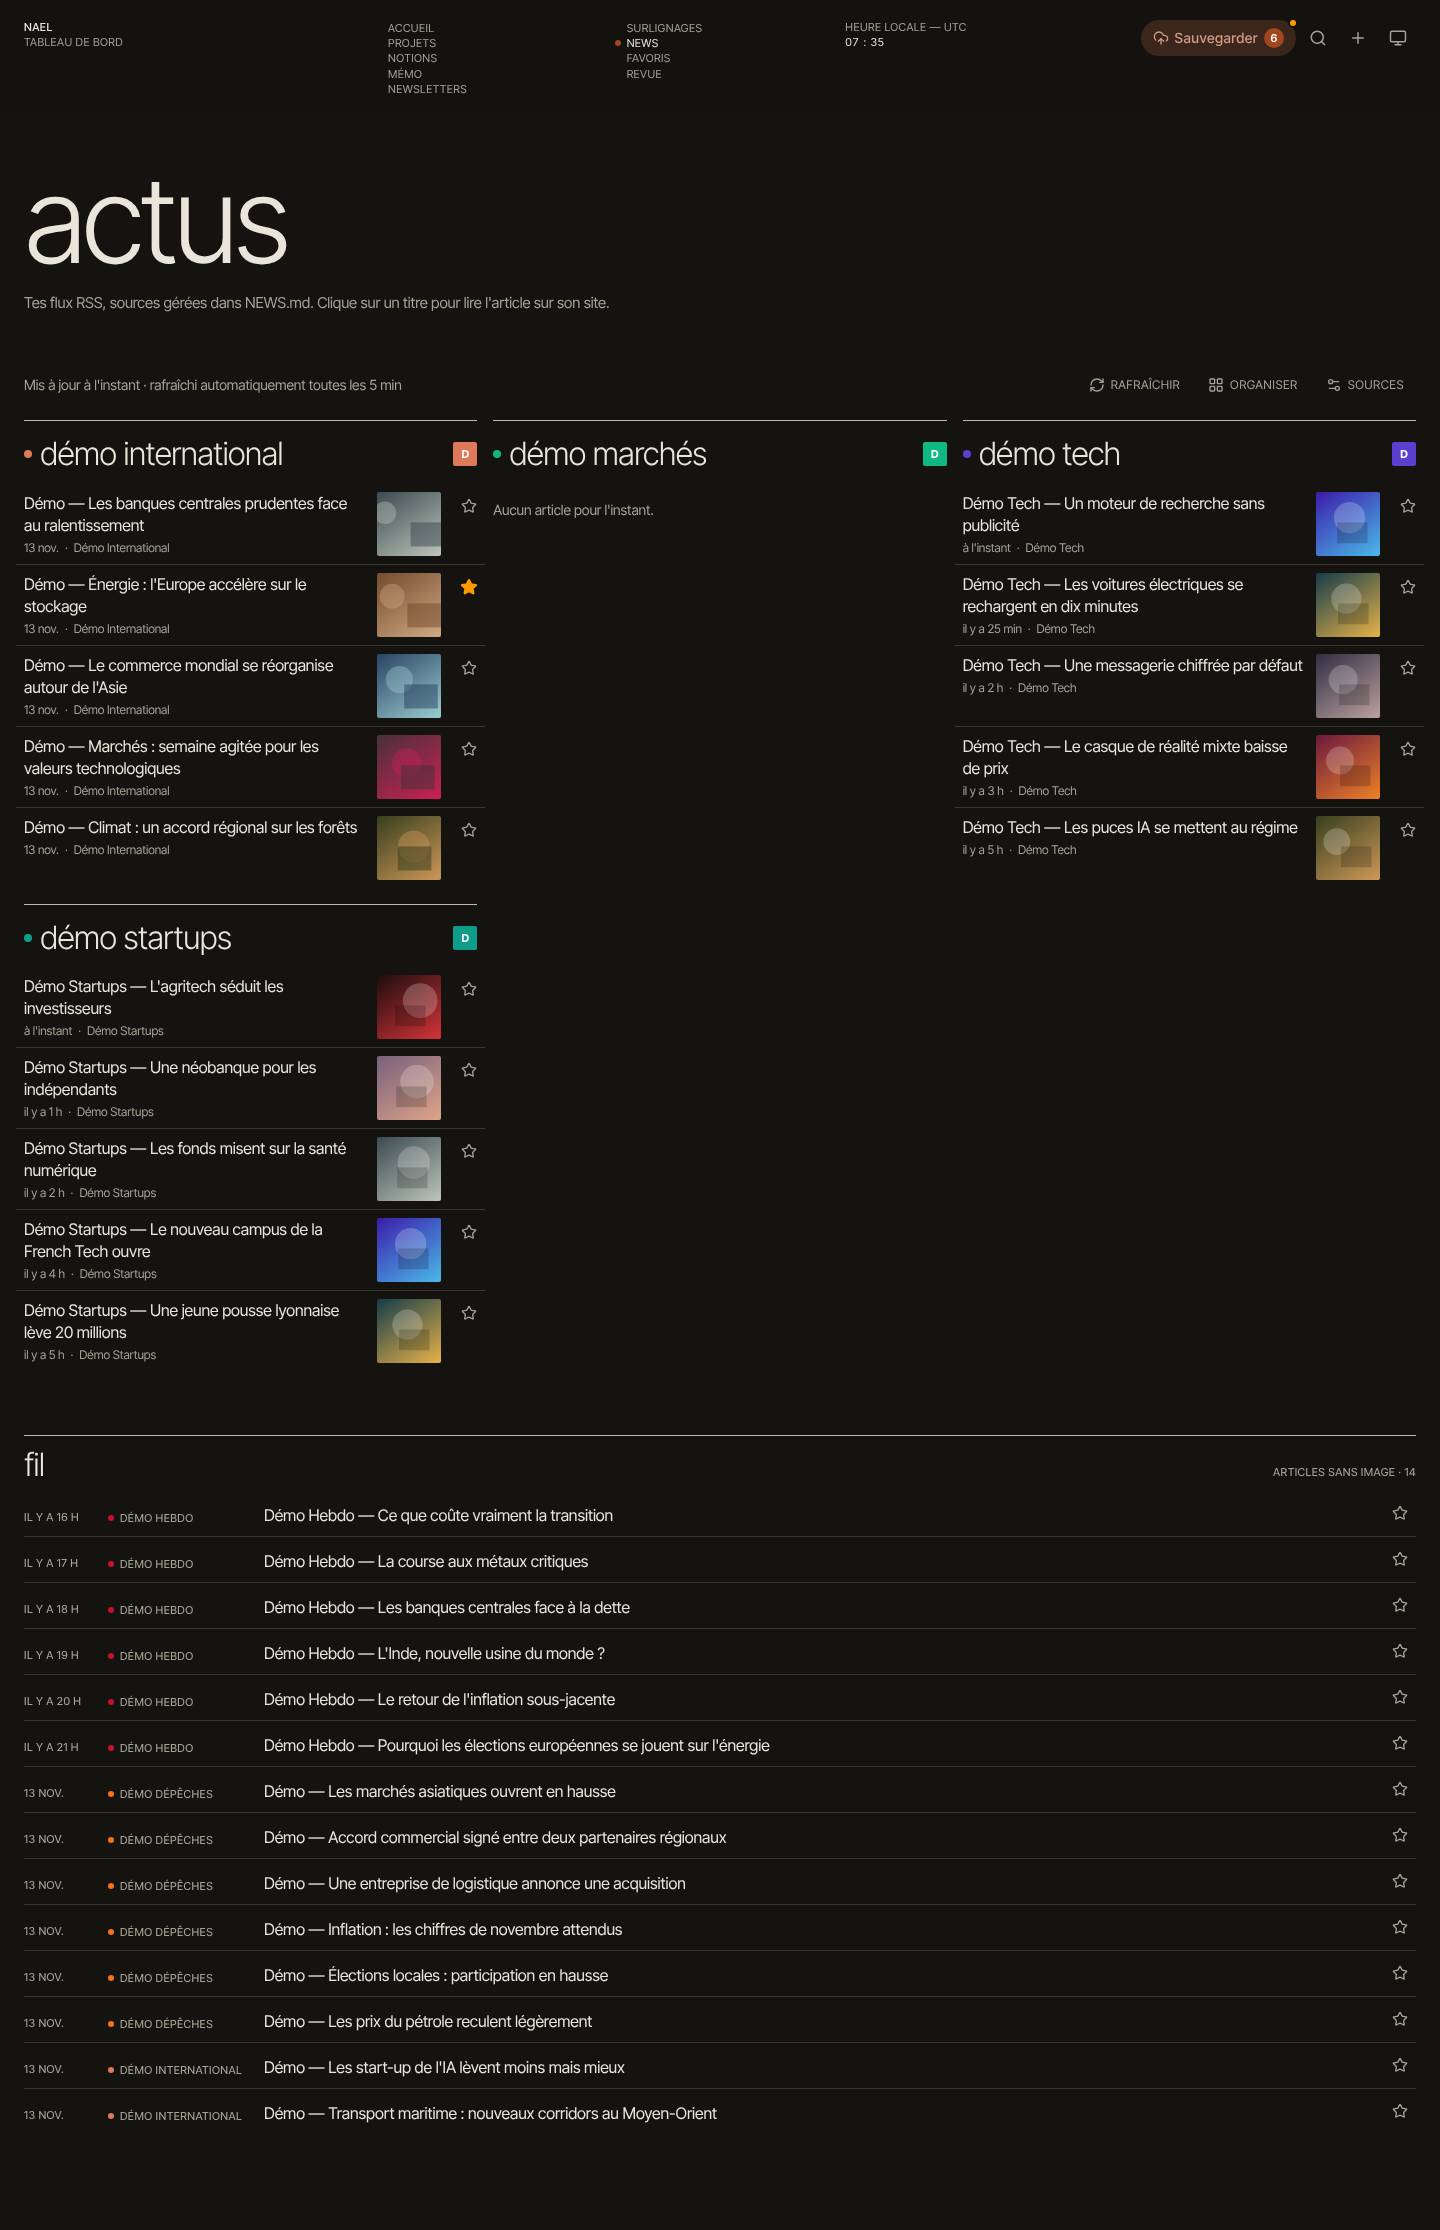 NAEL
TABLEAU DE BORD
ACCUEIL
PROJETS
NOTIONS
MÉMO
NEWSLETTERS
SURLIGNAGES
NEWS
FAVORIS
REVUE
HEURE LOCALE — UTC
07 : 35
Sauvegarder 6
actus
Tes flux RSS, sources gérées dans NEWS.md. Clique sur un titre pour lire l'article sur son site.
Mis à jour à l'instant · rafraîchi automatiquement toutes les 5 min
RAFRAÎCHIR
ORGANISER
SOURCES
démo international
D
Démo — Les banques centrales prudentes face
au ralentissement
13 nov. · Démo International
Démo — Énergie : l'Europe accélère sur le
stockage
13 nov. · Démo International
Démo — Le commerce mondial se réorganise
autour de l'Asie
13 nov. · Démo International
Démo — Marchés : semaine agitée pour les
valeurs technologiques
13 nov. · Démo International
Démo — Climat : un accord régional sur les forêts
13 nov. · Démo International
démo marchés
D
Aucun article pour l'instant.
démo tech
D
Démo Tech — Un moteur de recherche sans
publicité
à l'instant · Démo Tech
Démo Tech — Les voitures électriques se
rechargent en dix minutes
il y a 25 min · Démo Tech
Démo Tech — Une messagerie chiffrée par défaut
il y a 2 h · Démo Tech
Démo Tech — Le casque de réalité mixte baisse
de prix
il y a 3 h · Démo Tech
Démo Tech — Les puces IA se mettent au régime
il y a 5 h · Démo Tech
démo startups
D
Démo Startups — L'agritech séduit les
investisseurs
à l'instant · Démo Startups
Démo Startups — Une néobanque pour les
indépendants
il y a 1 h · Démo Startups
Démo Startups — Les fonds misent sur la santé
numérique
il y a 2 h · Démo Startups
Démo Startups — Le nouveau campus de la
French Tech ouvre
il y a 4 h · Démo Startups
Démo Startups — Une jeune pousse lyonnaise
lève 20 millions
il y a 5 h · Démo Startups
fil
ARTICLES SANS IMAGE · 14
IL Y A 16 H DÉMO HEBDO Démo Hebdo — Ce que coûte vraiment la transition
IL Y A 17 H DÉMO HEBDO Démo Hebdo — La course aux métaux critiques
IL Y A 18 H DÉMO HEBDO Démo Hebdo — Les banques centrales face à la dette
IL Y A 19 H DÉMO HEBDO Démo Hebdo — L'Inde, nouvelle usine du monde ?
IL Y A 20 H DÉMO HEBDO Démo Hebdo — Le retour de l'inflation sous-jacente
IL Y A 21 H DÉMO HEBDO Démo Hebdo — Pourquoi les élections européennes se jouent sur l'énergie
13 NOV. DÉMO DÉPÊCHES Démo — Les marchés asiatiques ouvrent en hausse
13 NOV. DÉMO DÉPÊCHES Démo — Accord commercial signé entre deux partenaires régionaux
13 NOV. DÉMO DÉPÊCHES Démo — Une entreprise de logistique annonce une acquisition
13 NOV. DÉMO DÉPÊCHES Démo — Inflation : les chiffres de novembre attendus
13 NOV. DÉMO DÉPÊCHES Démo — Élections locales : participation en hausse
13 NOV. DÉMO DÉPÊCHES Démo — Les prix du pétrole reculent légèrement
13 NOV. DÉMO INTERNATIONAL Démo — Les start-up de l'IA lèvent moins mais mieux
13 NOV. DÉMO INTERNATIONAL Démo — Transport maritime : nouveaux corridors au Moyen-Orient